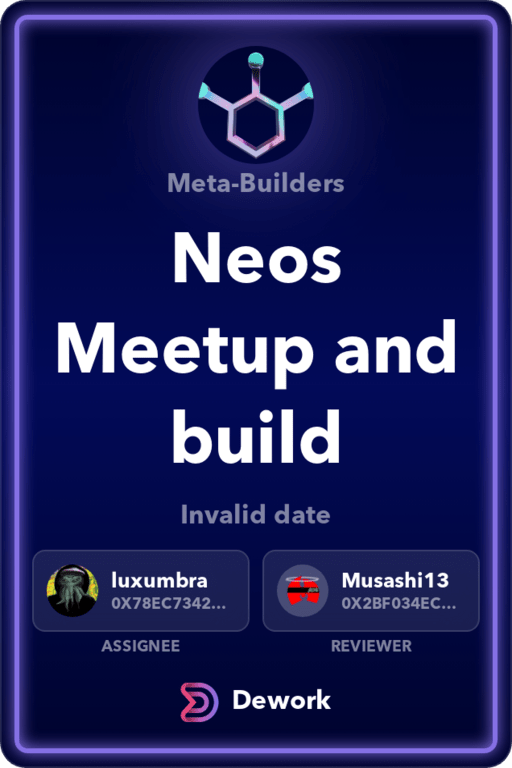 Meta-Builders
Neos
Meetup and
build
Invalid date
luxumbra
0X78EC7342...
Musashi13
0X2BF034EC...
ASSIGNEE
REVIEWER
Dework